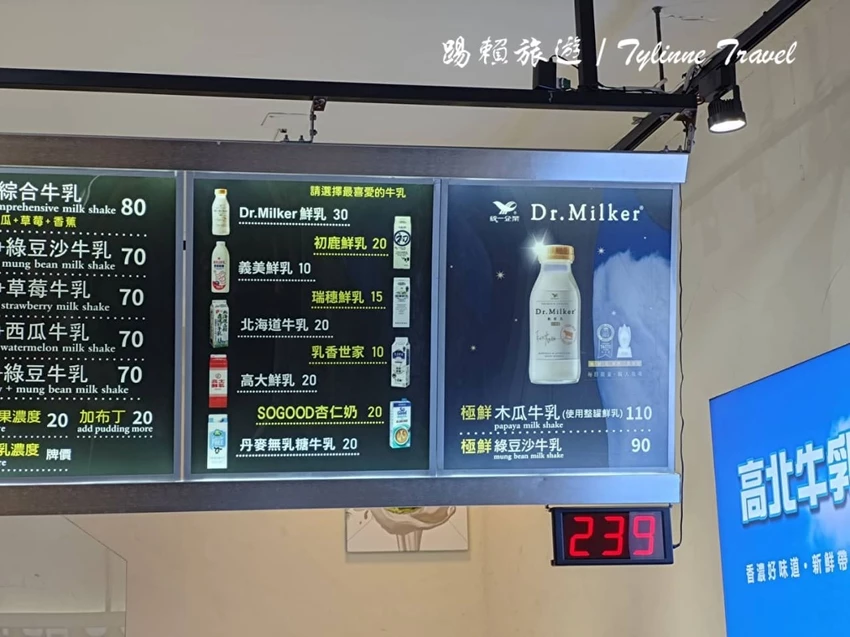 踢賴旅遊 / Tylinne Travel
綜合牛乳 80
mprehensive milk shake
瓜+草莓+香蕉
+綠豆沙牛乳 70
mung bean milk shake
+草莓牛乳 70
strawberry milk shake
+西瓜牛乳 70
watermelon milk shake
+綠豆牛乳 70
+ mung bean milk shake
果濃度 20 加布丁 20
add pudding more
乳濃度 牌價
請選擇最喜愛的牛乳
Dr.Milker 鮮乳 30
初鹿鮮乳 20
義美鮮乳 10
瑞穗鮮乳 15
北海道牛乳 20
乳香世家 10
高大鮮乳 20
SOGOOD杏仁奶 20
丹麥無乳糖牛乳 20
統一企業 Dr.Milker
Dr.Milker
極鮮 木瓜牛乳 (使用整罐鮮乳) 110
papaya milk shake
極鮮 綠豆沙牛乳 90
mung bean milk shake
239
高北牛乳
香濃好味道・新鮮帶